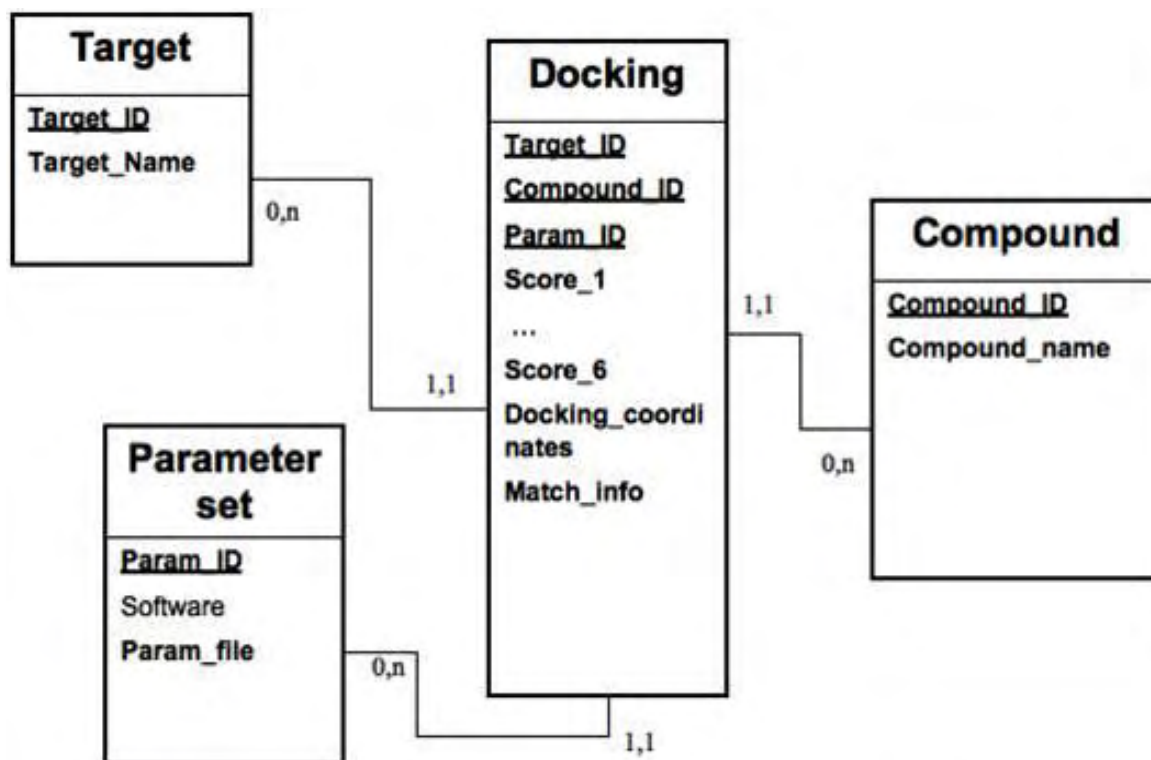 Target
Target_ID
Target_Name
0,n
Docking
Target_ID
Compound_ID
Param_ID
Score_1
...
Score_6
Docking_coordi
nates
Match_info
1,1
1,1
1,1
Compound
Compound_ID
Compound_name
0,n
Parameter
set
Param_ID
Software
Param_file
0,n